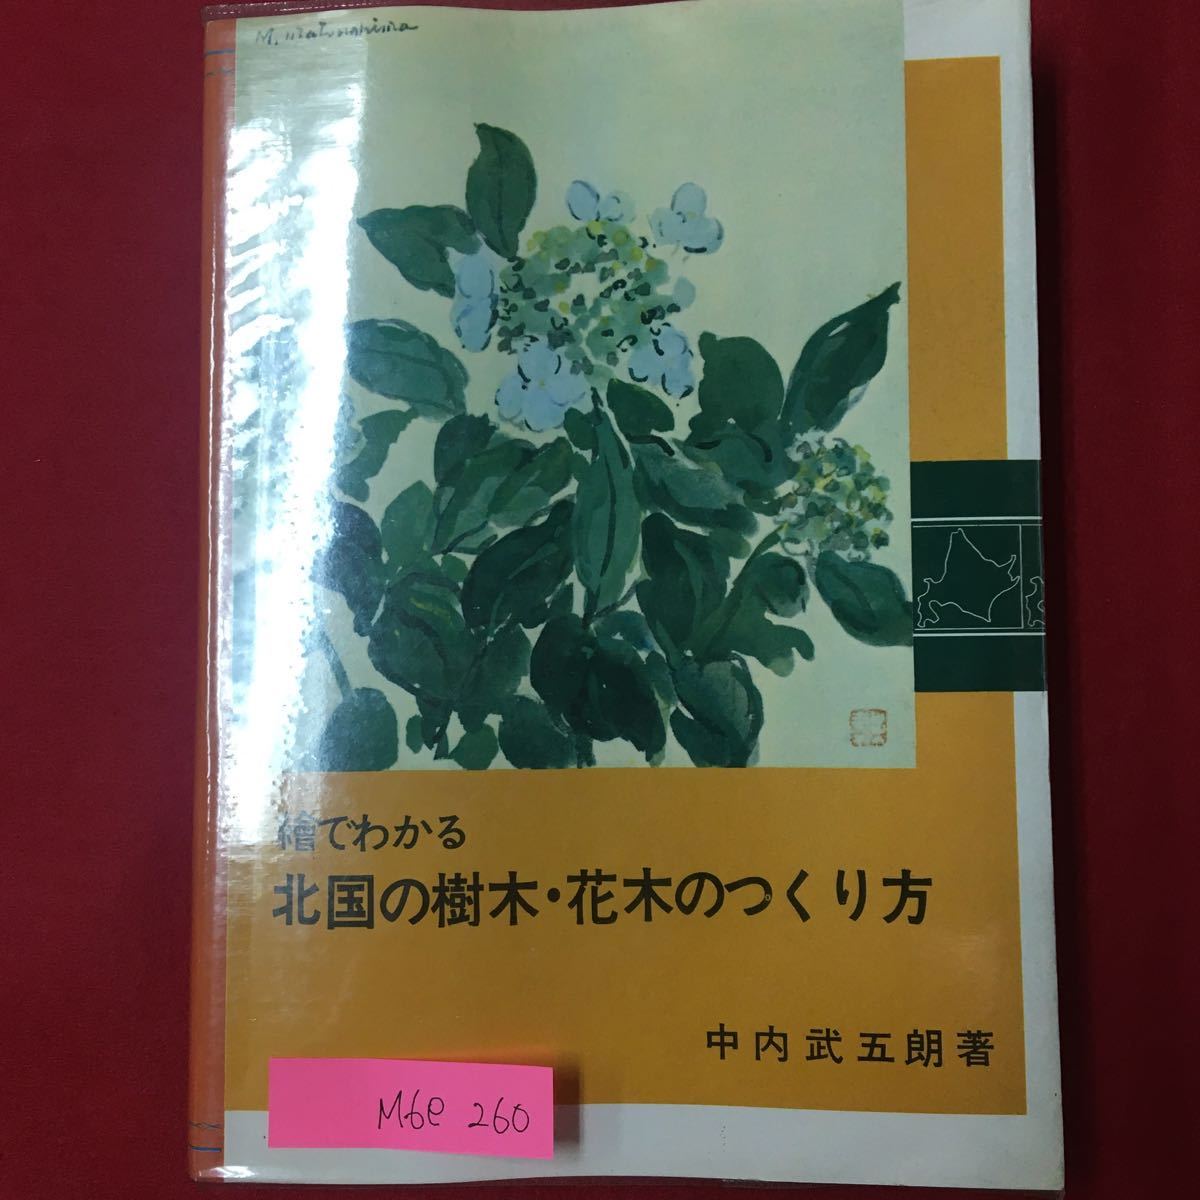 繪でわかる
北国の樹木・花木のつくり方
中内武五朗著
M6e 260